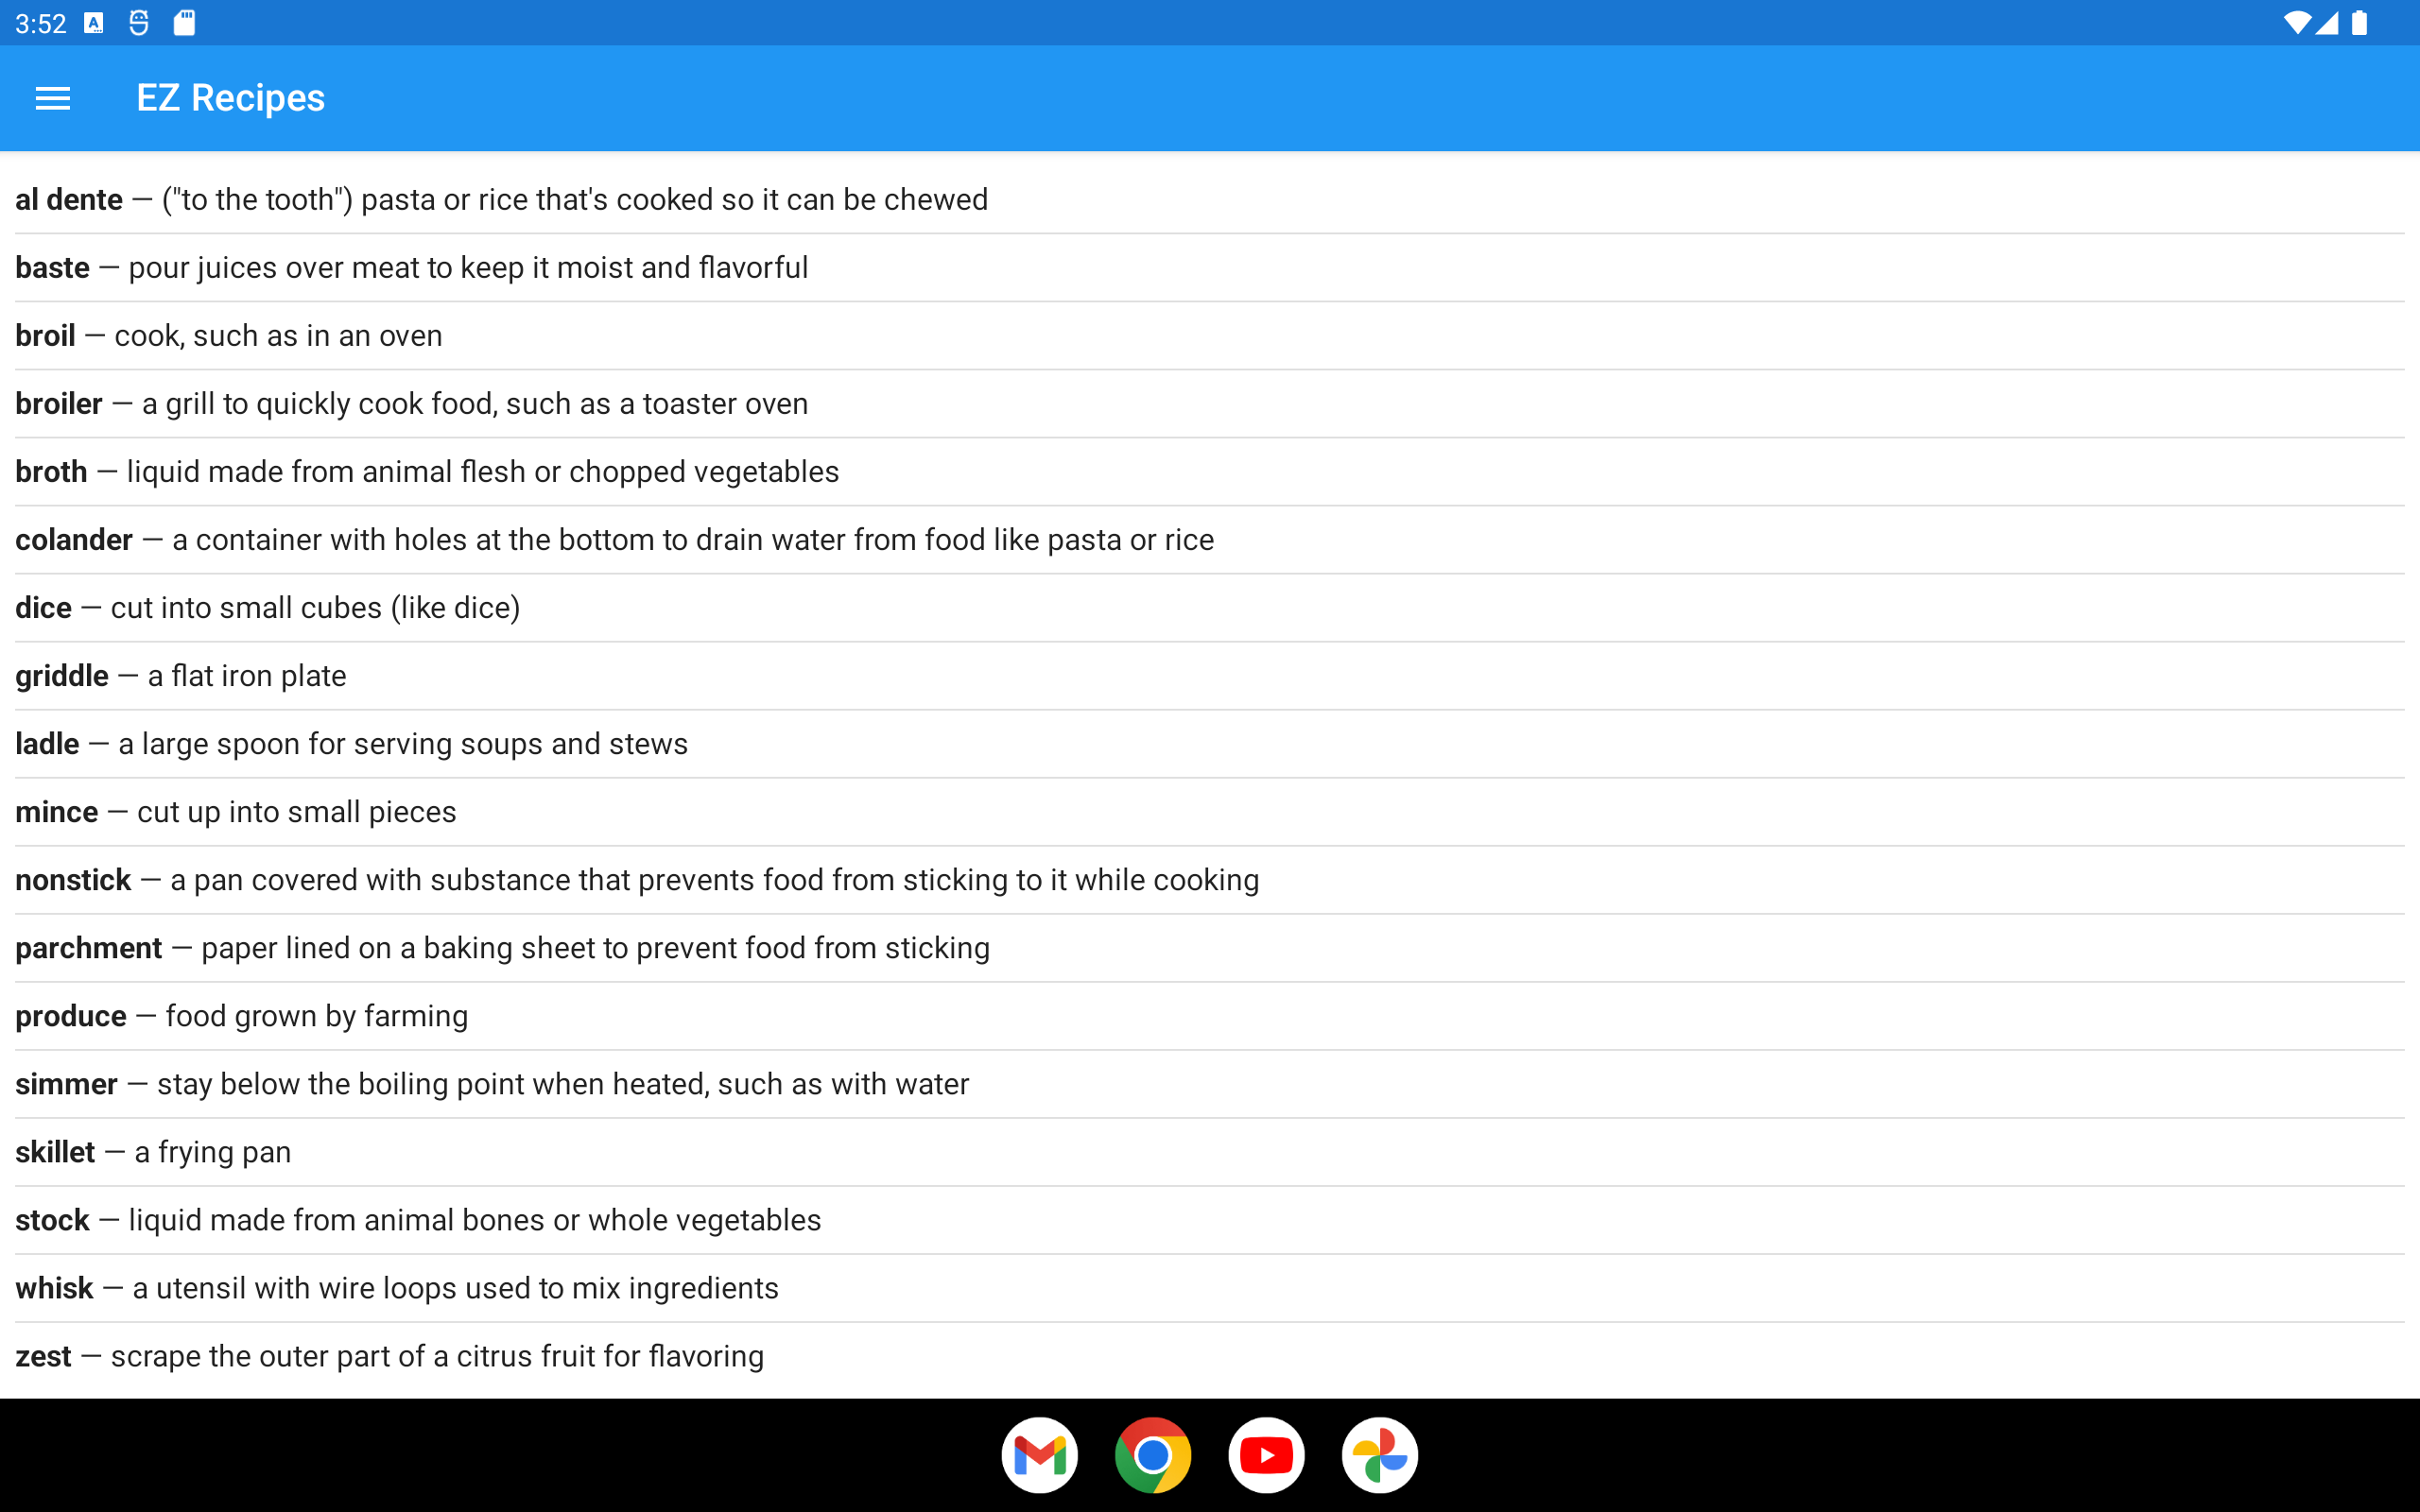 3:52
EZ Recipes
al dente — ("to the tooth") pasta or rice that's cooked so it can be chewed
baste — pour juices over meat to keep it moist and flavorful
broil — cook, such as in an oven
broiler — a grill to quickly cook food, such as a toaster oven
broth — liquid made from animal flesh or chopped vegetables
colander — a container with holes at the bottom to drain water from food like pasta or rice
dice — cut into small cubes (like dice)
griddle — a flat iron plate
ladle — a large spoon for serving soups and stews
mince — cut up into small pieces
nonstick — a pan covered with substance that prevents food from sticking to it while cooking
parchment — paper lined on a baking sheet to prevent food from sticking
produce — food grown by farming
simmer — stay below the boiling point when heated, such as with water
skillet — a frying pan
stock — liquid made from animal bones or whole vegetables
whisk — a utensil with wire loops used to mix ingredients
zest — scrape the outer part of a citrus fruit for flavoring